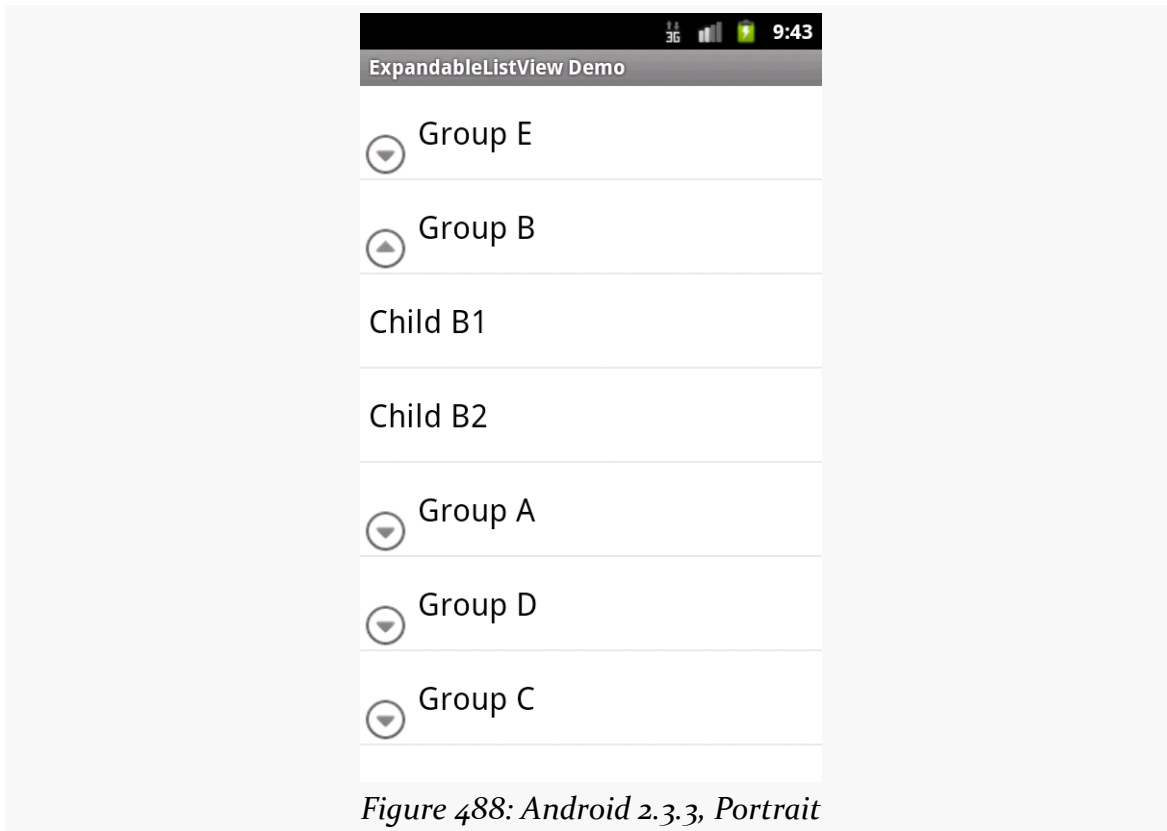 3G 9:43
ExpandableListView Demo
Group E
Group B
Child B1
Child B2
Group A
Group D
Group C
Figure 488: Android 2.3.3, Portrait